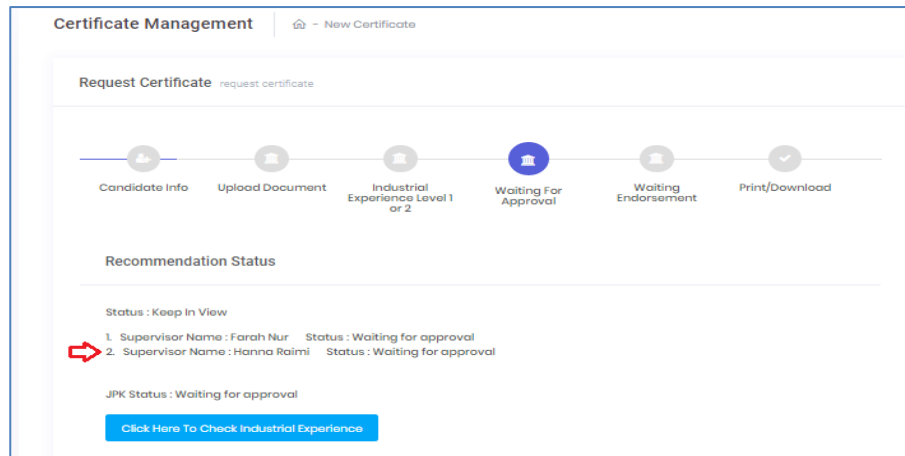 Certificate Management - New Certificate
Request Certificate request certificate
Candidate Info
Upload Document
Industrial
Experience Level 1
or 2
Waiting For
Approval
Waiting
Endorsement
Print/Download
Recommendation Status
Status : Keep In View
1. Supervisor Name : Farah Nur Status : Waiting for approval
2. Supervisor Name : Hanna Raimi Status : Waiting for approval
JPK Status : Waiting for approval
Click Here To Check Industrial Experience